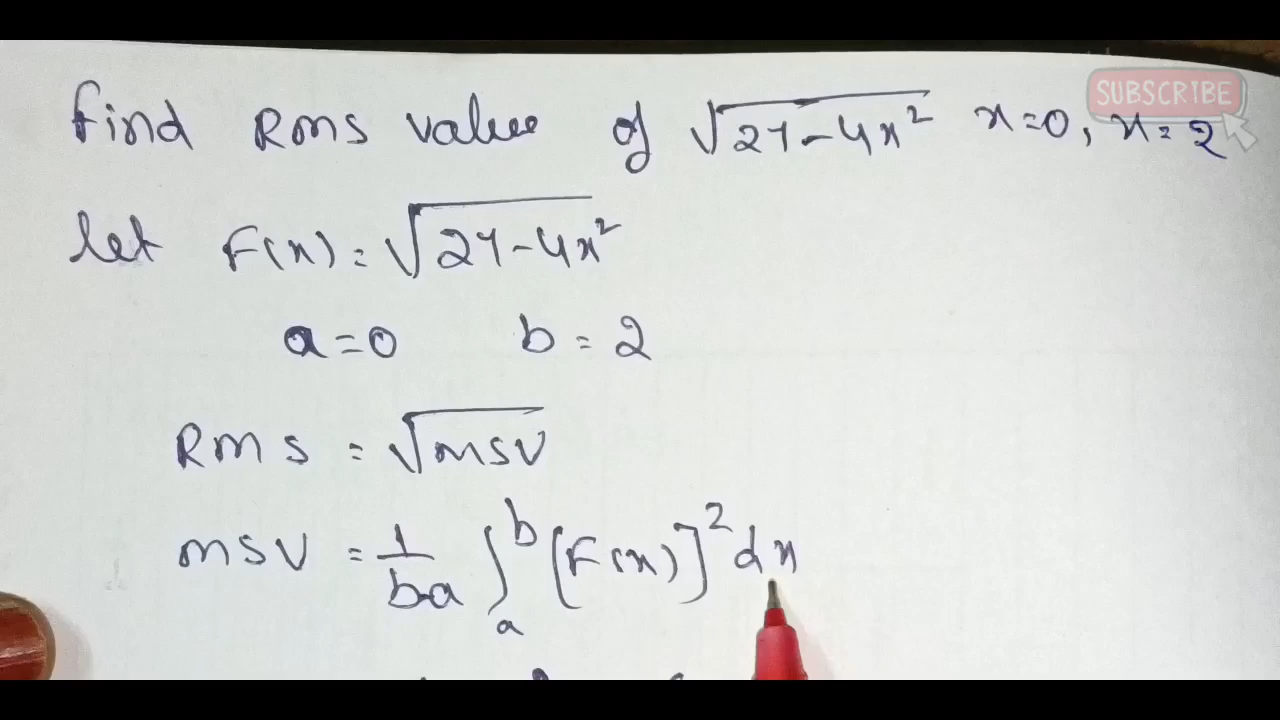 Find Rms value of √27-4x² x=0, x=2
SUBSCRIBE
let F(x)=√27-4x²
a=0 b=2
Rms = √msv
msv = 1/b-a ∫ₐᵇ [F(x)]² dx